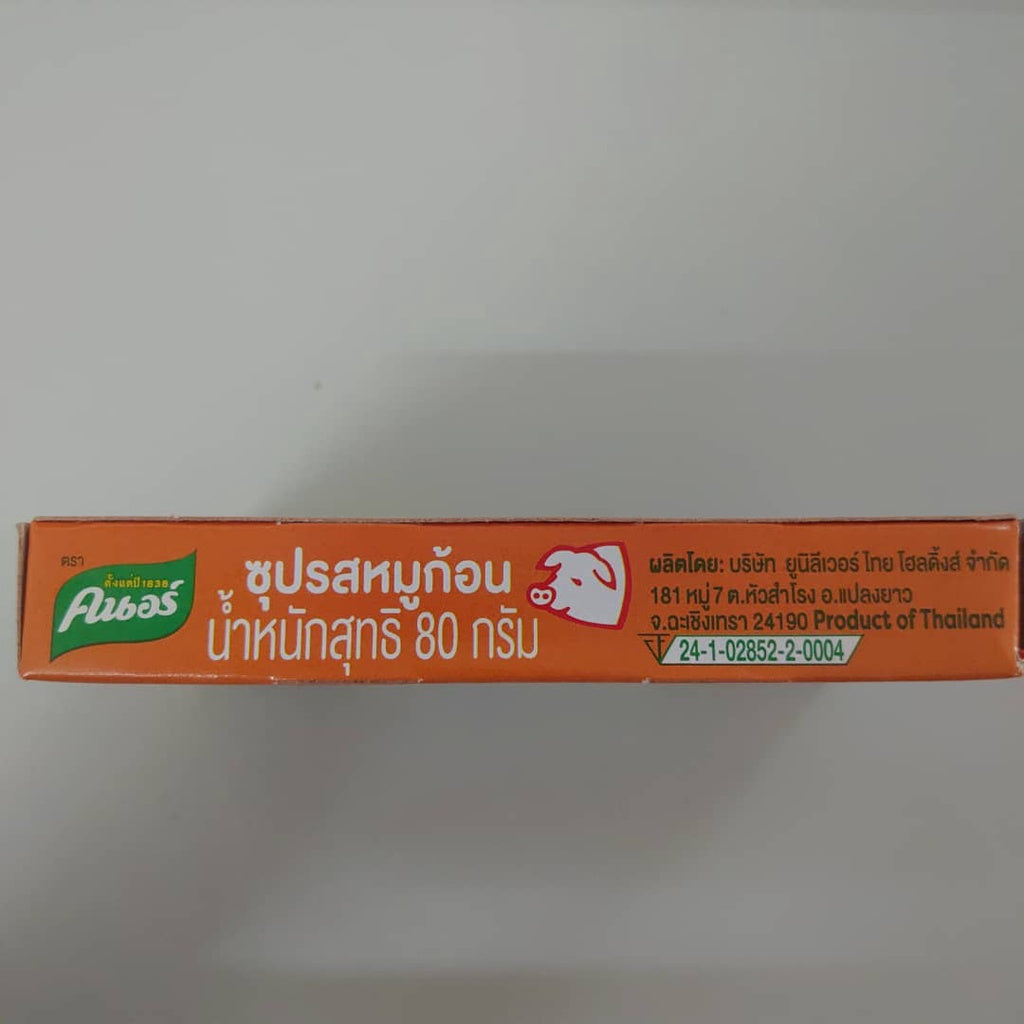 ตรา
ตั้งแต่ปี 1838
คนอร์
ซุปรสหมูก้อน
น้ำหนักสุทธิ 80 กรัม
ผลิตโดย: บริษัท ยูนิลีเวอร์ ไทย โฮลดิ้งส์ จำกัด
181 หมู่ 7 ต.หัวสำโรง อ.แปลงยาว
จ.ฉะเชิงเทรา 24190 Product of Thailand
24-1-02852-2-0004